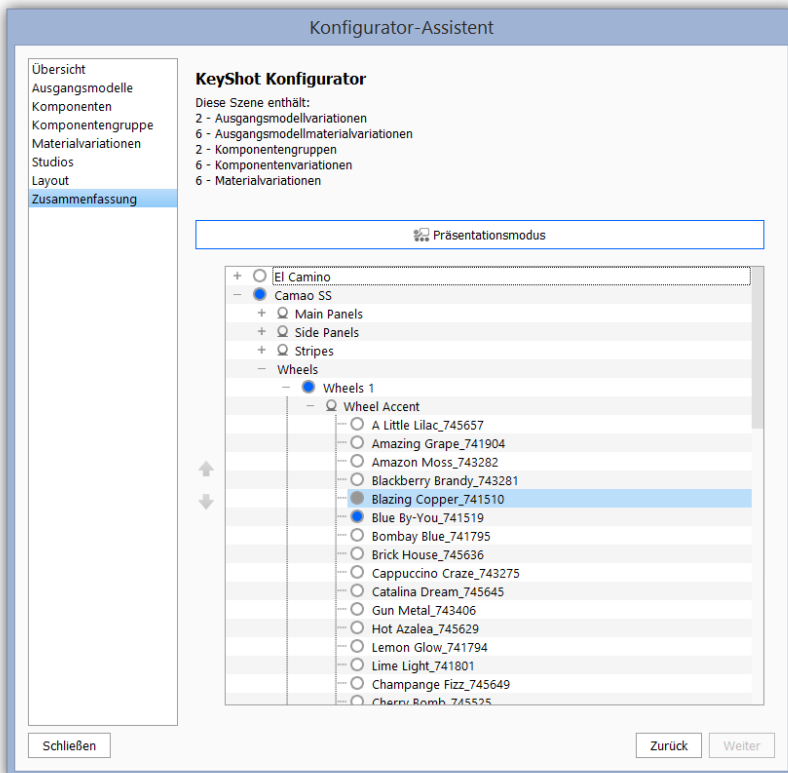 Konfigurator-Assistent
Übersicht
Ausgangsmodelle
Komponenten
Komponentengruppe
Materialvariationen
Studios
Layout
Zusammenfassung
KeyShot Konfigurator
Diese Szene enthält:
2 - Ausgangsmodellvariationen
6 - Ausgangsmodellmaterialvariationen
2 - Komponentengruppen
6 - Komponentenvariationen
6 - Materialvariationen
Präsentationsmodus
El Camino
Camao SS
Main Panels
Side Panels
Stripes
Wheels
Wheels 1
Wheel Accent
A Little Lilac_745657
Amazing Grape_741904
Amazon Moss_743282
Blackberry Brandy_743281
Blazing Copper_741510
Blue By-You_741519
Bombay Blue_741795
Brick House_745636
Cappuccino Craze_743275
Catalina Dream_745645
Gun Metal_743406
Hot Azalea_745629
Lemon Glow_741794
Lime Light_741801
Champange Fizz_745649
Cherry Bomb_745525
Schließen
Zurück
Weiter